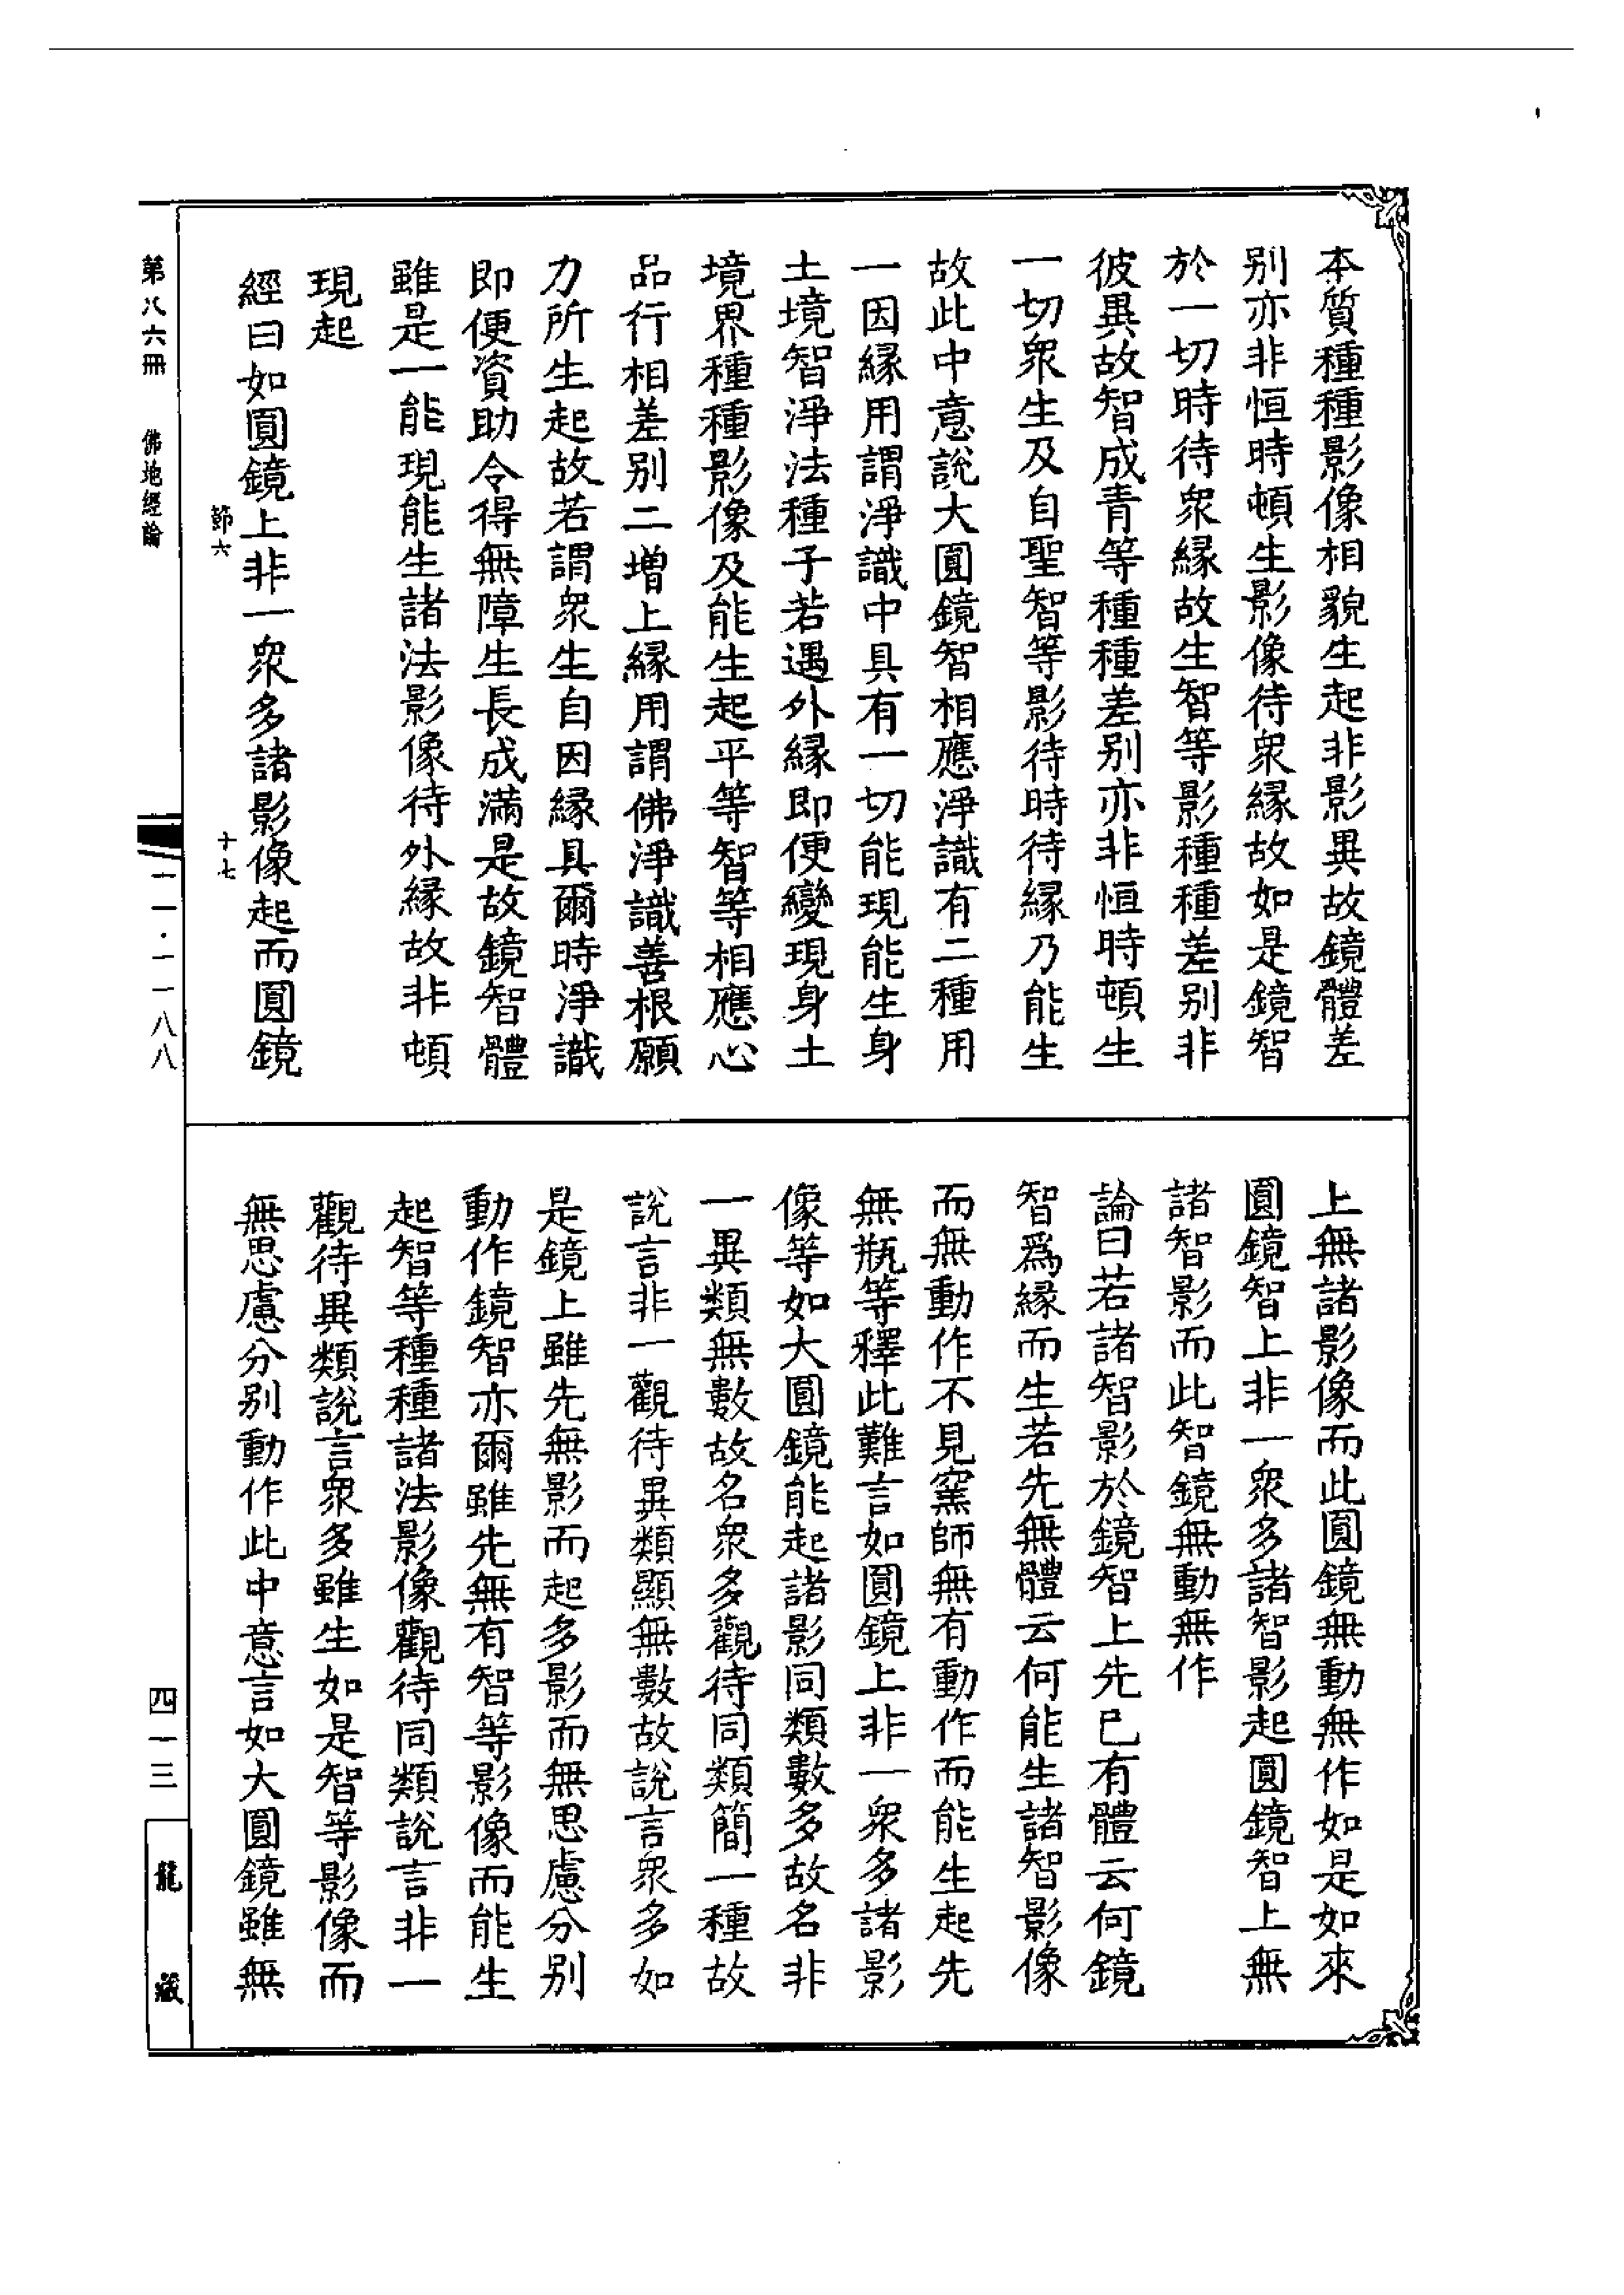 本質種種影像相貌生起非影異故鏡體差
别亦非恒時頓生影像待衆緣故如是鏡智
於一切時待衆緣故生智等影種種差别非
彼異故智成青等種種差别亦非恒時頓生
一切衆生及自聖智等影待時待緣乃能生
故此中意說大圓鏡智相應淨識有二種用
一因緣用謂淨識中具有一切能現能生身
土境智淨法種子若遇外緣即便變現身土
境界種種影像及能生起平等智等相應心
品行相差别二增上緣用謂佛淨識善根願
力所生起故若謂衆生自因緣具爾時淨識
即便資助令得無障生長成滿是故鏡智體
雖是一能現能生諸法影像待外緣故非頓
現起
經曰如圓鏡上非一衆多諸影像起而圓鏡
上無諸影像而此圓鏡無動無作如是如來
圓鏡智上非一衆多諸智影起圓鏡智上無
諸智影而此智鏡無動無作
論曰若諸智影於鏡智上先已有體云何鏡
智爲緣而生若先無體云何能生諸智影像
而無動作不見窯師無有動作而能生起先
無瓶等釋此難言如圓鏡上非一衆多諸影
像等如大圓鏡能起諸影同類數多故名非
一異類無數故名衆多觀待同類簡一種故
說言非一觀待異類顯無數故說言衆多如
是鏡上雖先無影而起多影而無思慮分别
動作鏡智亦爾雖先無有智等影像而能生
起智等種種諸法影像觀待同類說言非一
觀待異類說言衆多雖生如是智等影像而
無思慮分别動作此中意言如大圓鏡雖無
節六
十七
第八六冊 佛地經論
一一·一一八八
四一三
龍藏